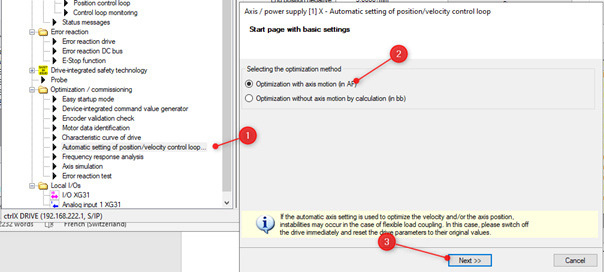 Position control loop
Control loop monitoring
Status messages
Error reaction
Error reaction drive
Error reaction DC bus
E-Stop function
Drive-integrated safety technology
Probe
Optimization / commissioning
Easy startup mode
Device-integrated command value generator
Encoder validation check
Motor data identification
Characteristic curve of drive
Automatic setting of position/velocity control loop...
Frequency response analysis
Axis simulation
Error reaction test
Local I/Os
I/O XG31
Analog input 1 XG31
ctrlX DRIVE (192.168.222.1, S/IP)
words
French (Switzerland)
1
Axis / power supply [1] X - Automatic setting of position/velocity control loop
Start page with basic settings
Selecting the optimization method
2
Optimization with axis motion (in AF)
Optimization without axis motion by calculation (in bb)
If the automatic axis setting is used to optimize the velocity and/or the axis position,
instabilities may occur in the case of flexible load coupling. In this case, please switch off
the drive immediately and reset the drive parameters to their original values.
3
Next >>
Cancel